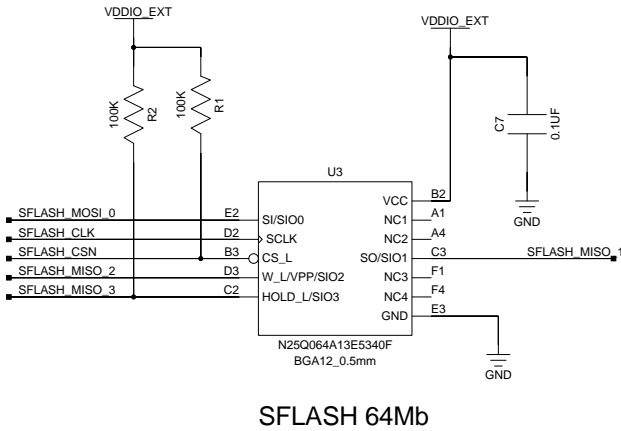 VDDIO_EXT
VDDIO_EXT
100K
R2
100K
R1
C7
0.1UF
GND
U3
SFLASH_MOSI_0
E2
SI/SIO0
VCC
B2
SFLASH_CLK
D2
SCLK
NC1
A1
SFLASH_CSN
B3
CS_L
NC2
A4
SFLASH_MISO_2
D3
W_L/VPP/SIO2
SO/SIO1
C3
SFLASH_MISO_1
SFLASH_MISO_3
C2
HOLD_L/SIO3
NC3
F1
NC4
F4
GND
E3
N25Q064A13E5340F
BGA12_0.5mm
GND
SFLASH 64Mb